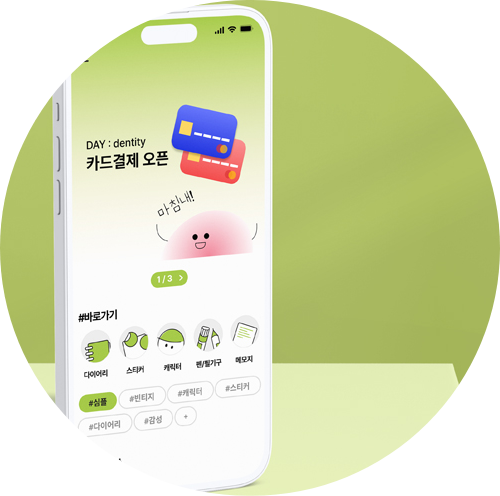 DAY : dentity
카드결제 오픈
마침내!
1 / 3 >
#바로가기
다이어리 스티커 캐릭터 펜/필기구 메모지
#심플 #빈티지 #캐릭터 #스티커
#다이어리 #감성 +